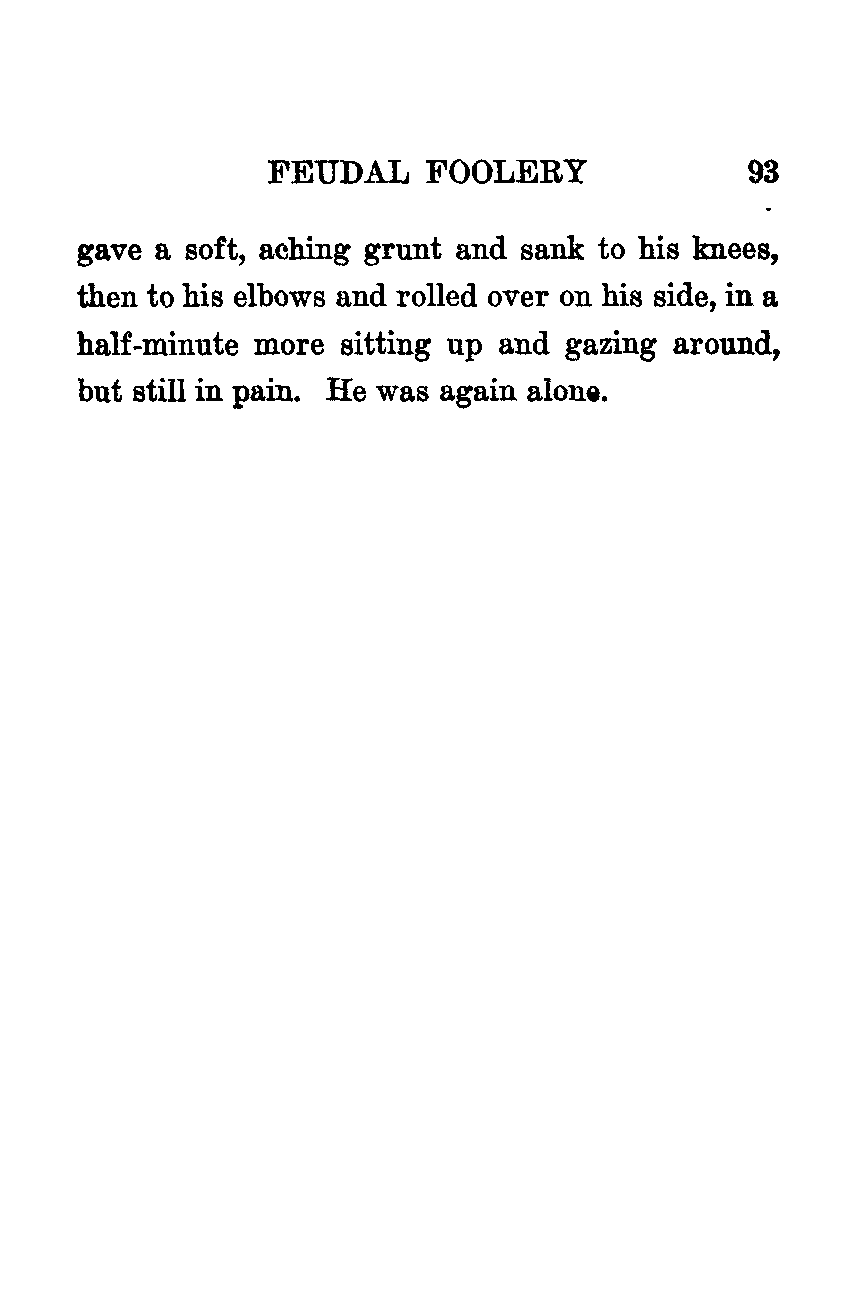 FEUDAL FOOLERY 93
gave a soft, aching grunt and sank to his knees,
then to his elbows and rolled over on his side, in a
half-minute more sitting up and gazing around,
but still in pain. He was again alone.